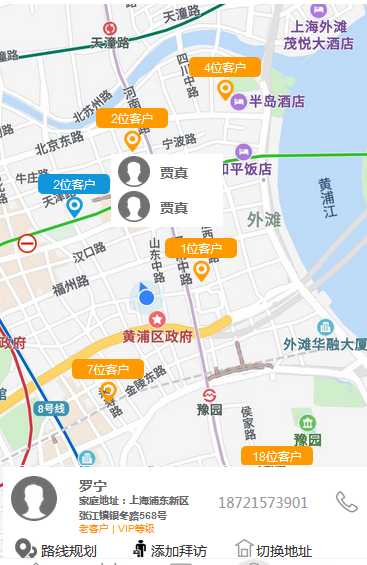 上海外滩
茂悦大酒店
天潼路
天潼路
四川中路
4位客户
半岛酒店
北苏州路
河南
2位客户
北京东路
宁波路
和平饭店
牛庄路
2位客户
天津
贾真
贾真
黄浦江
外滩
山东中路
西
中路
1位客户
汉口路
福州路
黄浦区政府
政府
外滩华融大厦
7位客户
金陵东路
8号线
路
豫园
侯家路
豫园
18位客户
罗宁
家庭地址:上海浦东新区
张江镇银冬路568号
老客户 | VIP等级
18721573901
路线规划
添加拜访
切换地址